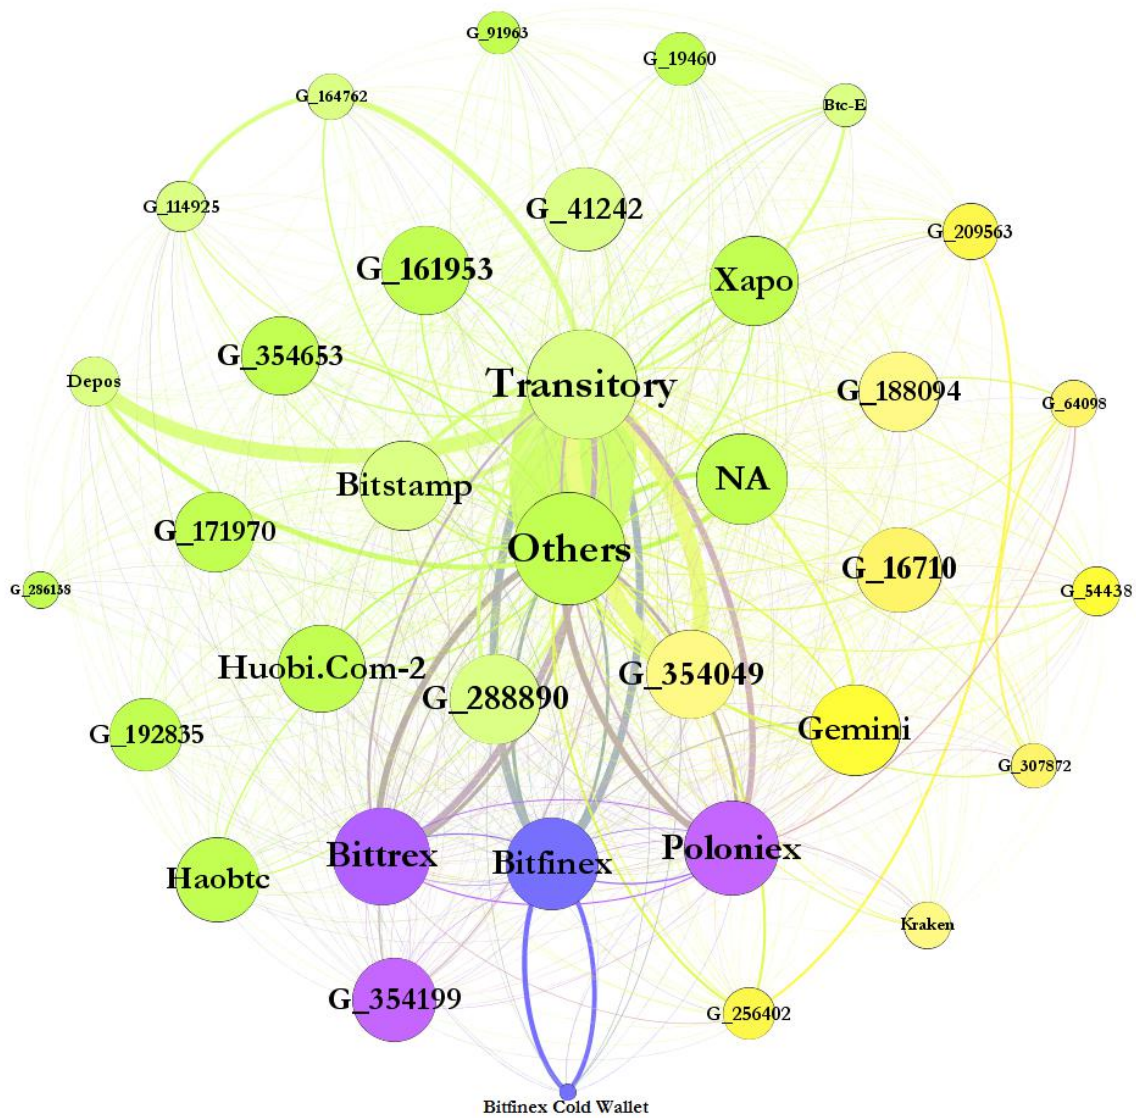 G_91963
G_19460
G_164762
Btc-E
G_114925
G_41242
G_209563
G_161953
Xapo
G_354653
Depos
Transitory
G_188094
G_64098
Bitstamp
NA
G_171970
Others
G_16710
G_286138
G_54438
Huobi.Com-2
G_288890
G_354049
G_192835
Gemini
G_307872
Bittrex
Bitfinex
Poloniex
Haobtc
Kraken
G_354199
G_256402
Bitfinex Cold Wallet